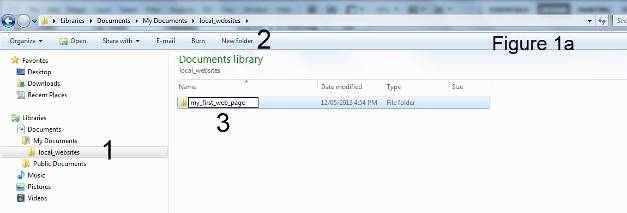 Libraries ▸ Documents ▸ My Documents ▸ local_websites ▸
Organize ▾ Open Share with ▾ E-mail Burn New folder
2
Figure 1a
Favorites
Desktop
Downloads
Recent Places
Libraries
Documents
My Documents
local_websites
Public Documents
Music
Pictures
Videos
1
Documents library
local_websites
Name Date modified Type Size
my_first_web_page 12/05/2013 4:54 PM File folder
3